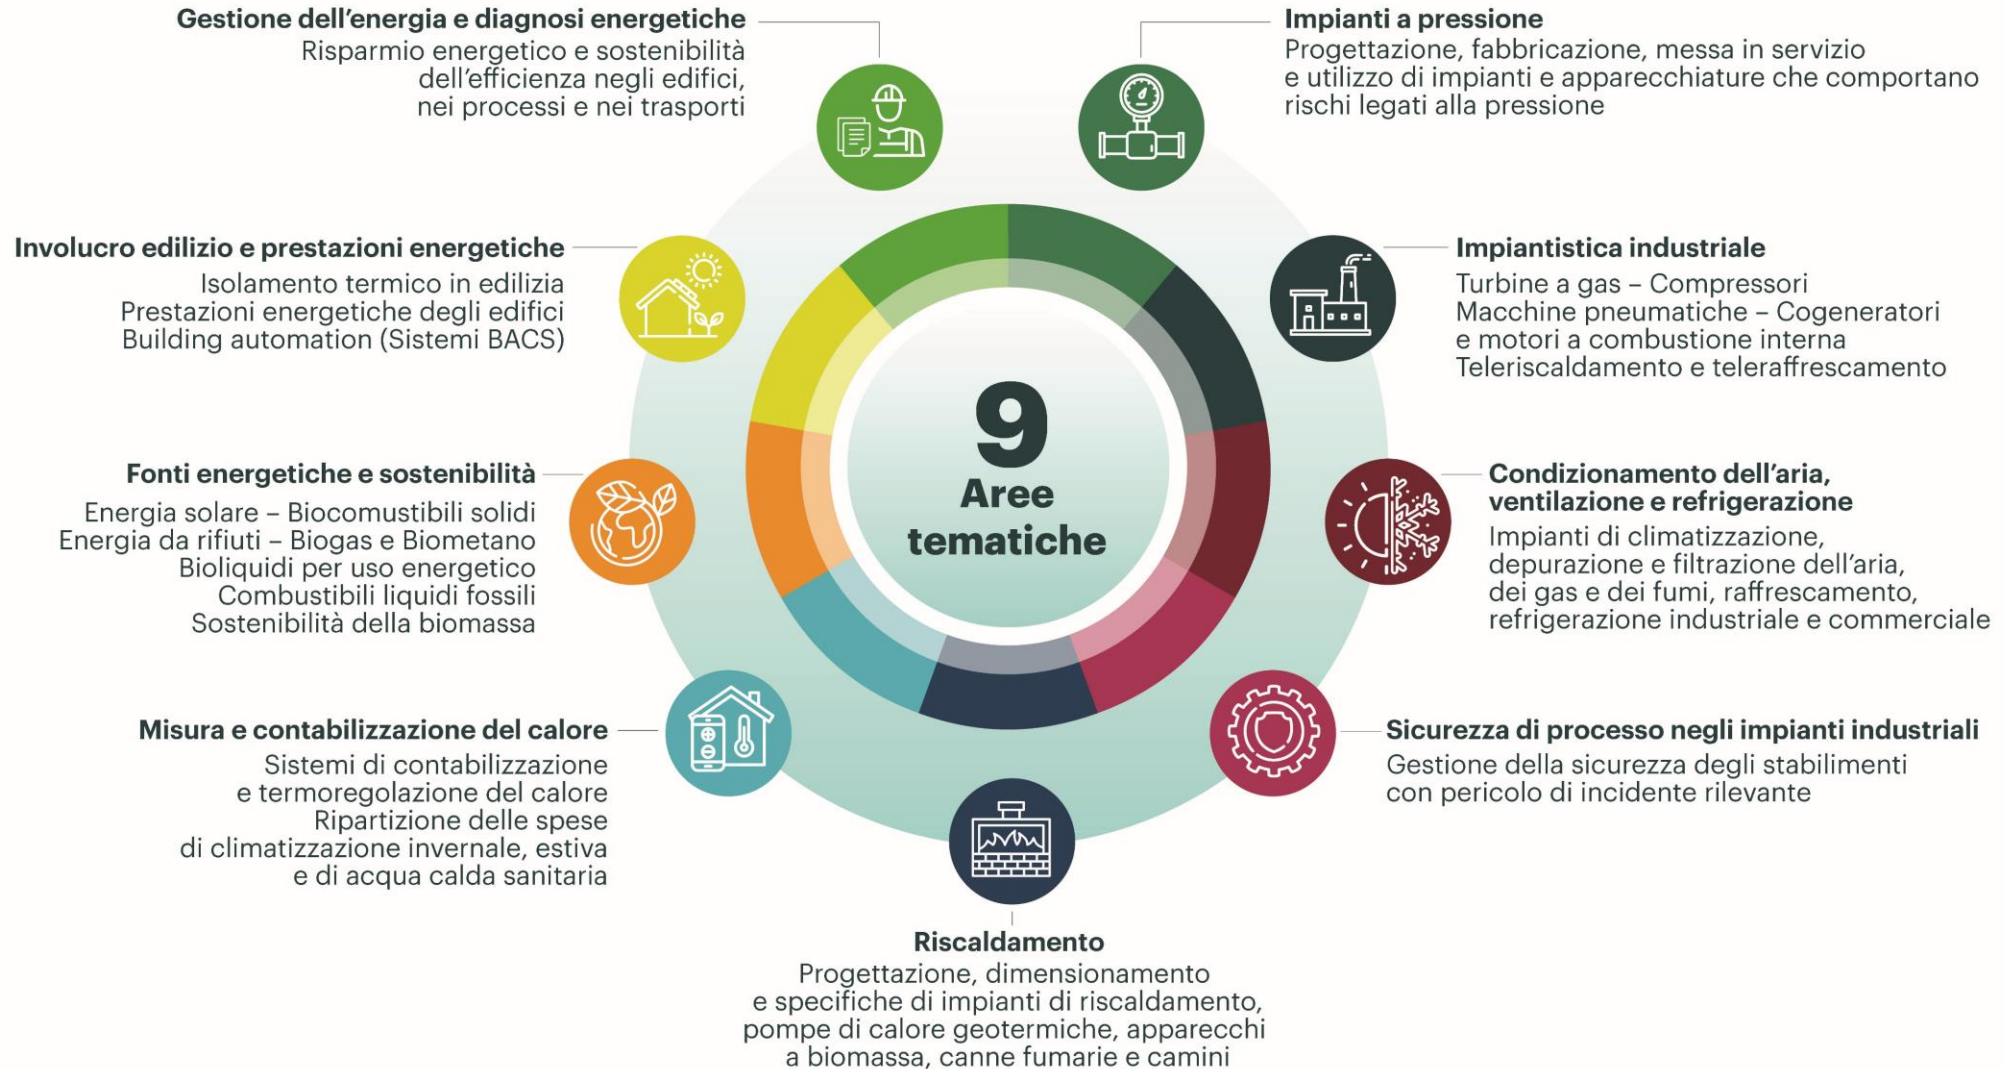 Gestione dell’energia e diagnosi energetiche
Risparmio energetico e sostenibilità
dell’efficienza negli edifici,
nei processi e nei trasporti
Impianti a pressione
Progettazione, fabbricazione, messa in servizio
e utilizzo di impianti e apparecchiature che comportano
rischi legati alla pressione
Involucro edilizio e prestazioni energetiche
Isolamento termico in edilizia
Prestazioni energetiche degli edifici
Building automation (Sistemi BACS)
Impiantistica industriale
Turbine a gas – Compressori
Macchine pneumatiche – Cogeneratori
e motori a combustione interna
Teleriscaldamento e teleraffrescamento
9
Aree
tematiche
Fonti energetiche e sostenibilità
Energia solare – Biocomustibili solidi
Energia da rifiuti – Biogas e Biometano
Bioliquidi per uso energetico
Combustibili liquidi fossili
Sostenibilità della biomassa
Condizionamento dell’aria,
ventilazione e refrigerazione
Impianti di climatizzazione,
depurazione e filtrazione dell’aria,
dei gas e dei fumi, raffrescamento,
refrigerazione industriale e commerciale
Misura e contabilizzazione del calore
Sistemi di contabilizzazione
e termoregolazione del calore
Ripartizione delle spese
di climatizzazione invernale, estiva
e di acqua calda sanitaria
Sicurezza di processo negli impianti industriali
Gestione della sicurezza degli stabilimenti
con pericolo di incidente rilevante
Riscaldamento
Progettazione, dimensionamento
e specifiche di impianti di riscaldamento,
pompe di calore geotermiche, apparecchi
a biomassa, canne fumarie e camini